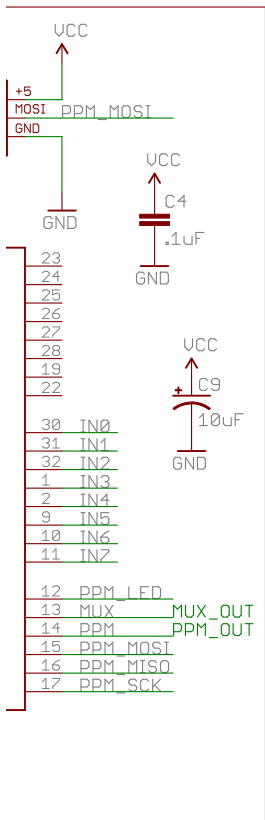 VCC
+5
MOSI PPM_MOSI
GND
GND
VCC
C4
.1uF
GND
23
24
25
26
27
28
19
22
VCC
+ C9
10uF
GND
30 IN0
31 IN1
32 IN2
1 IN3
2 IN4
9 IN5
10 IN6
11 IN7
12 PPM_LED
13 MUX MUX_OUT
14 PPM PPM_OUT
15 PPM_MOSI
16 PPM_MISO
17 PPM_SCK